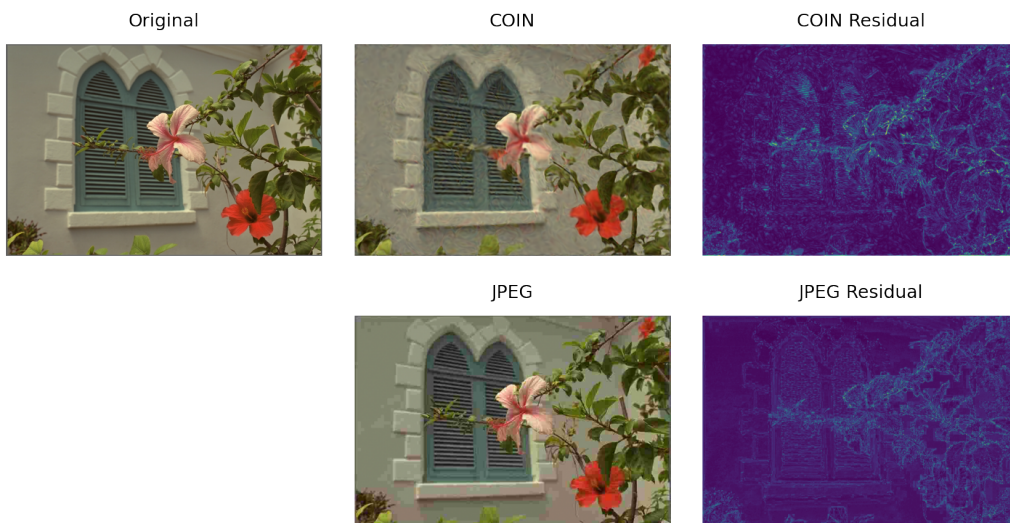 Original
COIN
COIN Residual
JPEG
JPEG Residual